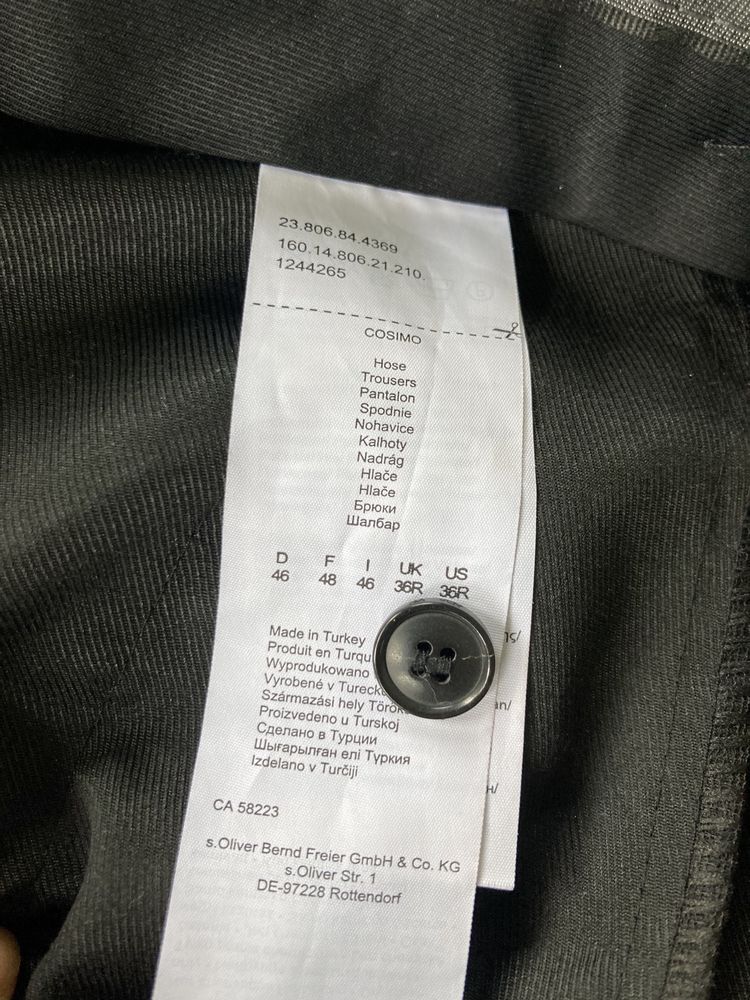 23.806.84.4369
160.14.806.21.210.
1244265
COSIMO
Hose
Trousers
Pantalon
Spodnie
Nohavice
Kalhoty
Nadrág
Hlače
Hlače
Брюки
Шалбар
D F I UK US
46 48 46 36R 36R
Made in Turkey
Produit en Turqu
Wyprodukowano
Vyrobené v Tureck
Származási hely Török
Proizvedeno u Turskoj
Сделано в Турции
Шығарылған елі Түркия
Izdelano v Turčiji
CA 58223
s.Oliver Bernd Freier GmbH & Co. KG
s.Oliver Str. 1
DE-97228 Rottendorf